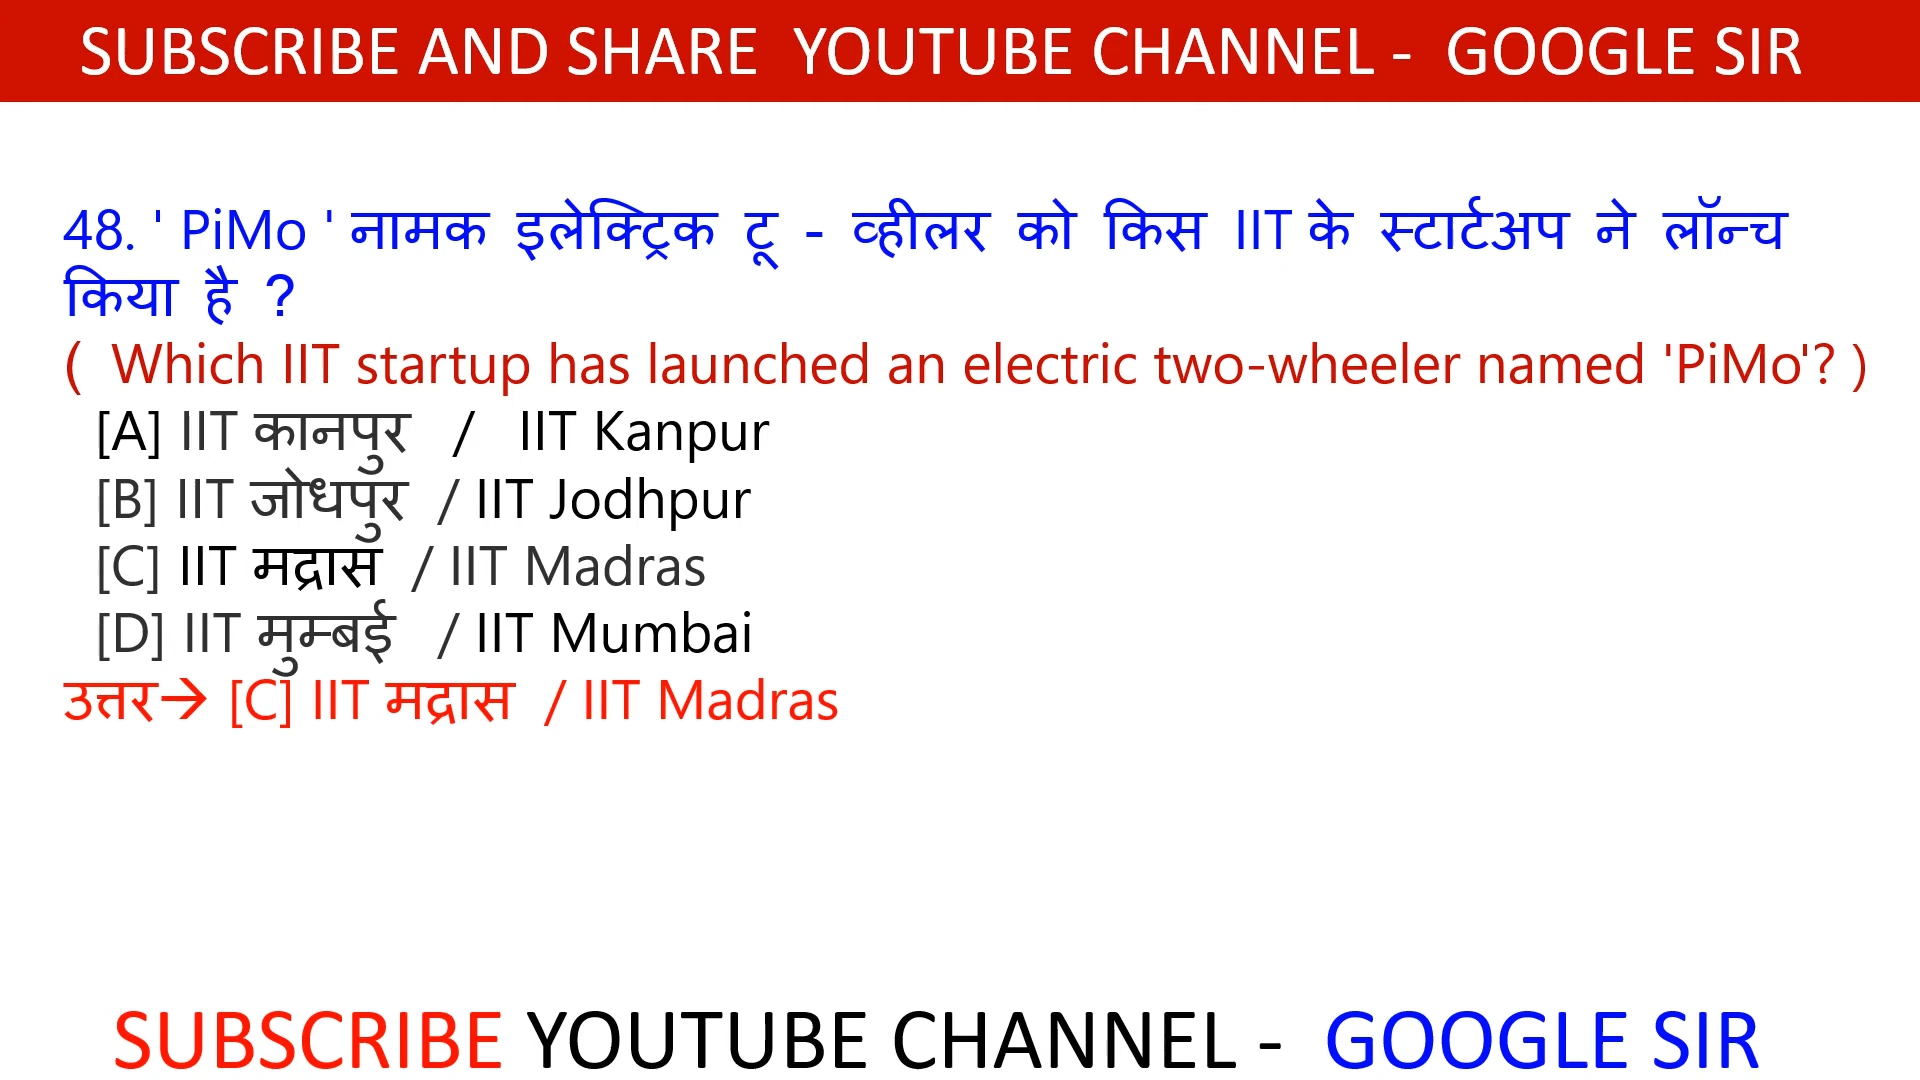 SUBSCRIBE AND SHARE YOUTUBE CHANNEL - GOOGLE SIR
48. ' PiMo ' नामक इलेक्ट्रिक टू - व्हीलर को किस IIT के स्टार्टअप ने लॉन्च
किया है ?
( Which IIT startup has launched an electric two-wheeler named 'PiMo'? )
[A] IIT कानपुर / IIT Kanpur
[B] IIT जोधपुर / IIT Jodhpur
[C] IIT मद्रास / IIT Madras
[D] IIT मुम्बई / IIT Mumbai
उत्तर→ [C] IIT मद्रास / IIT Madras
SUBSCRIBE YOUTUBE CHANNEL - GOOGLE SIR